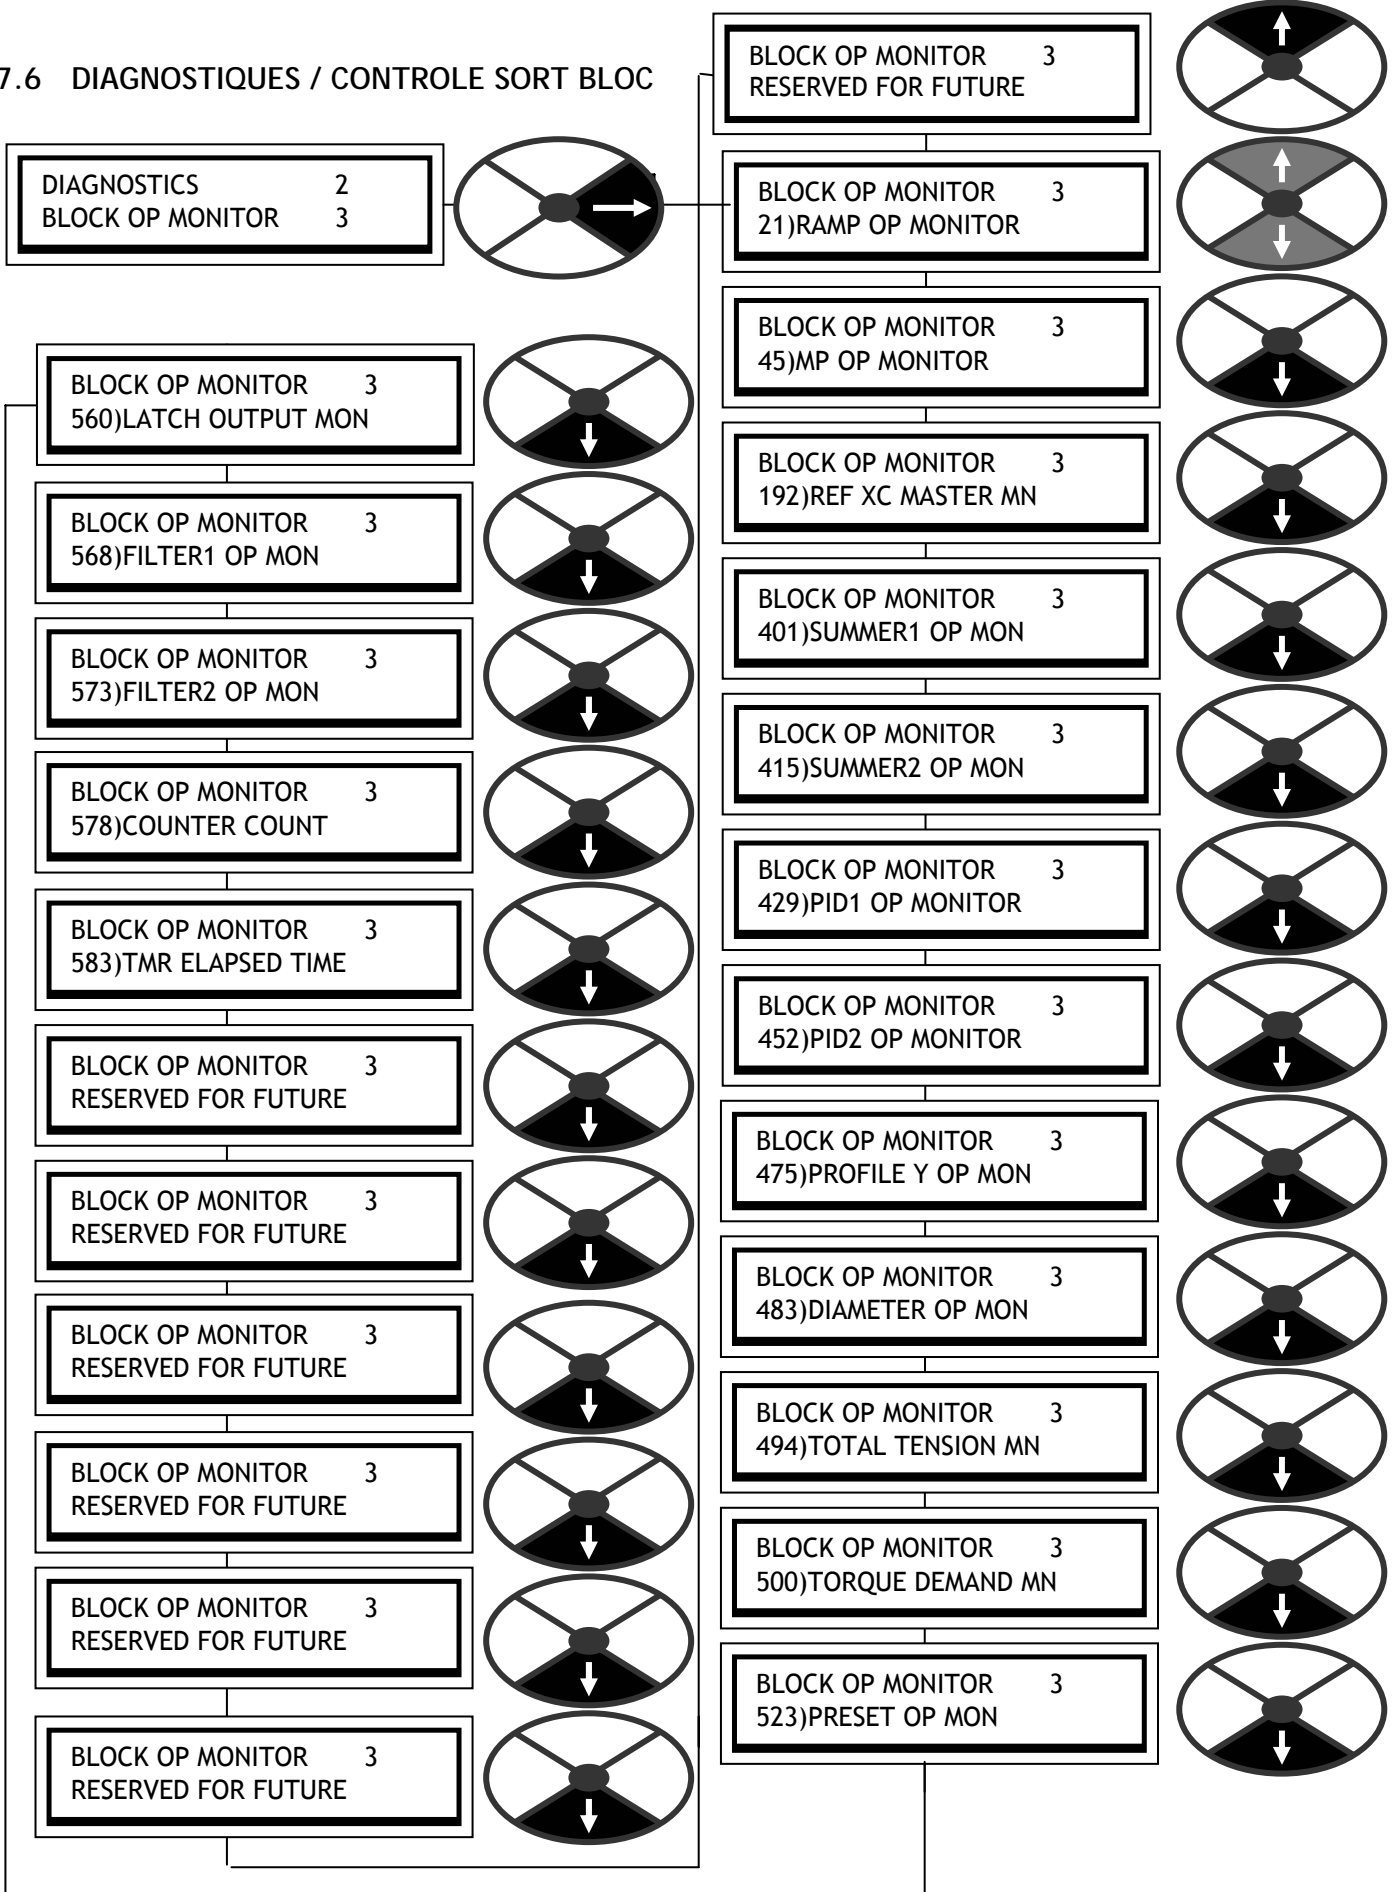 7.6 DIAGNOSTIQUES / CONTROLE SORT BLOC
DIAGNOSTICS 2
BLOCK OP MONITOR 3
BLOCK OP MONITOR 3
RESERVED FOR FUTURE
BLOCK OP MONITOR 3
21)RAMP OP MONITOR
BLOCK OP MONITOR 3
45)MP OP MONITOR
BLOCK OP MONITOR 3
192)REF XC MASTER MN
BLOCK OP MONITOR 3
401)SUMMER1 OP MON
BLOCK OP MONITOR 3
415)SUMMER2 OP MON
BLOCK OP MONITOR 3
429)PID1 OP MONITOR
BLOCK OP MONITOR 3
452)PID2 OP MONITOR
BLOCK OP MONITOR 3
475)PROFILE Y OP MON
BLOCK OP MONITOR 3
483)DIAMETER OP MON
BLOCK OP MONITOR 3
494)TOTAL TENSION MN
BLOCK OP MONITOR 3
500)TORQUE DEMAND MN
BLOCK OP MONITOR 3
523)PRESET OP MON
BLOCK OP MONITOR 3
560)LATCH OUTPUT MON
BLOCK OP MONITOR 3
568)FILTER1 OP MON
BLOCK OP MONITOR 3
573)FILTER2 OP MON
BLOCK OP MONITOR 3
578)COUNTER COUNT
BLOCK OP MONITOR 3
583)TMR ELAPSED TIME
BLOCK OP MONITOR 3
RESERVED FOR FUTURE
BLOCK OP MONITOR 3
RESERVED FOR FUTURE
BLOCK OP MONITOR 3
RESERVED FOR FUTURE
BLOCK OP MONITOR 3
RESERVED FOR FUTURE
BLOCK OP MONITOR 3
RESERVED FOR FUTURE
BLOCK OP MONITOR 3
RESERVED FOR FUTURE